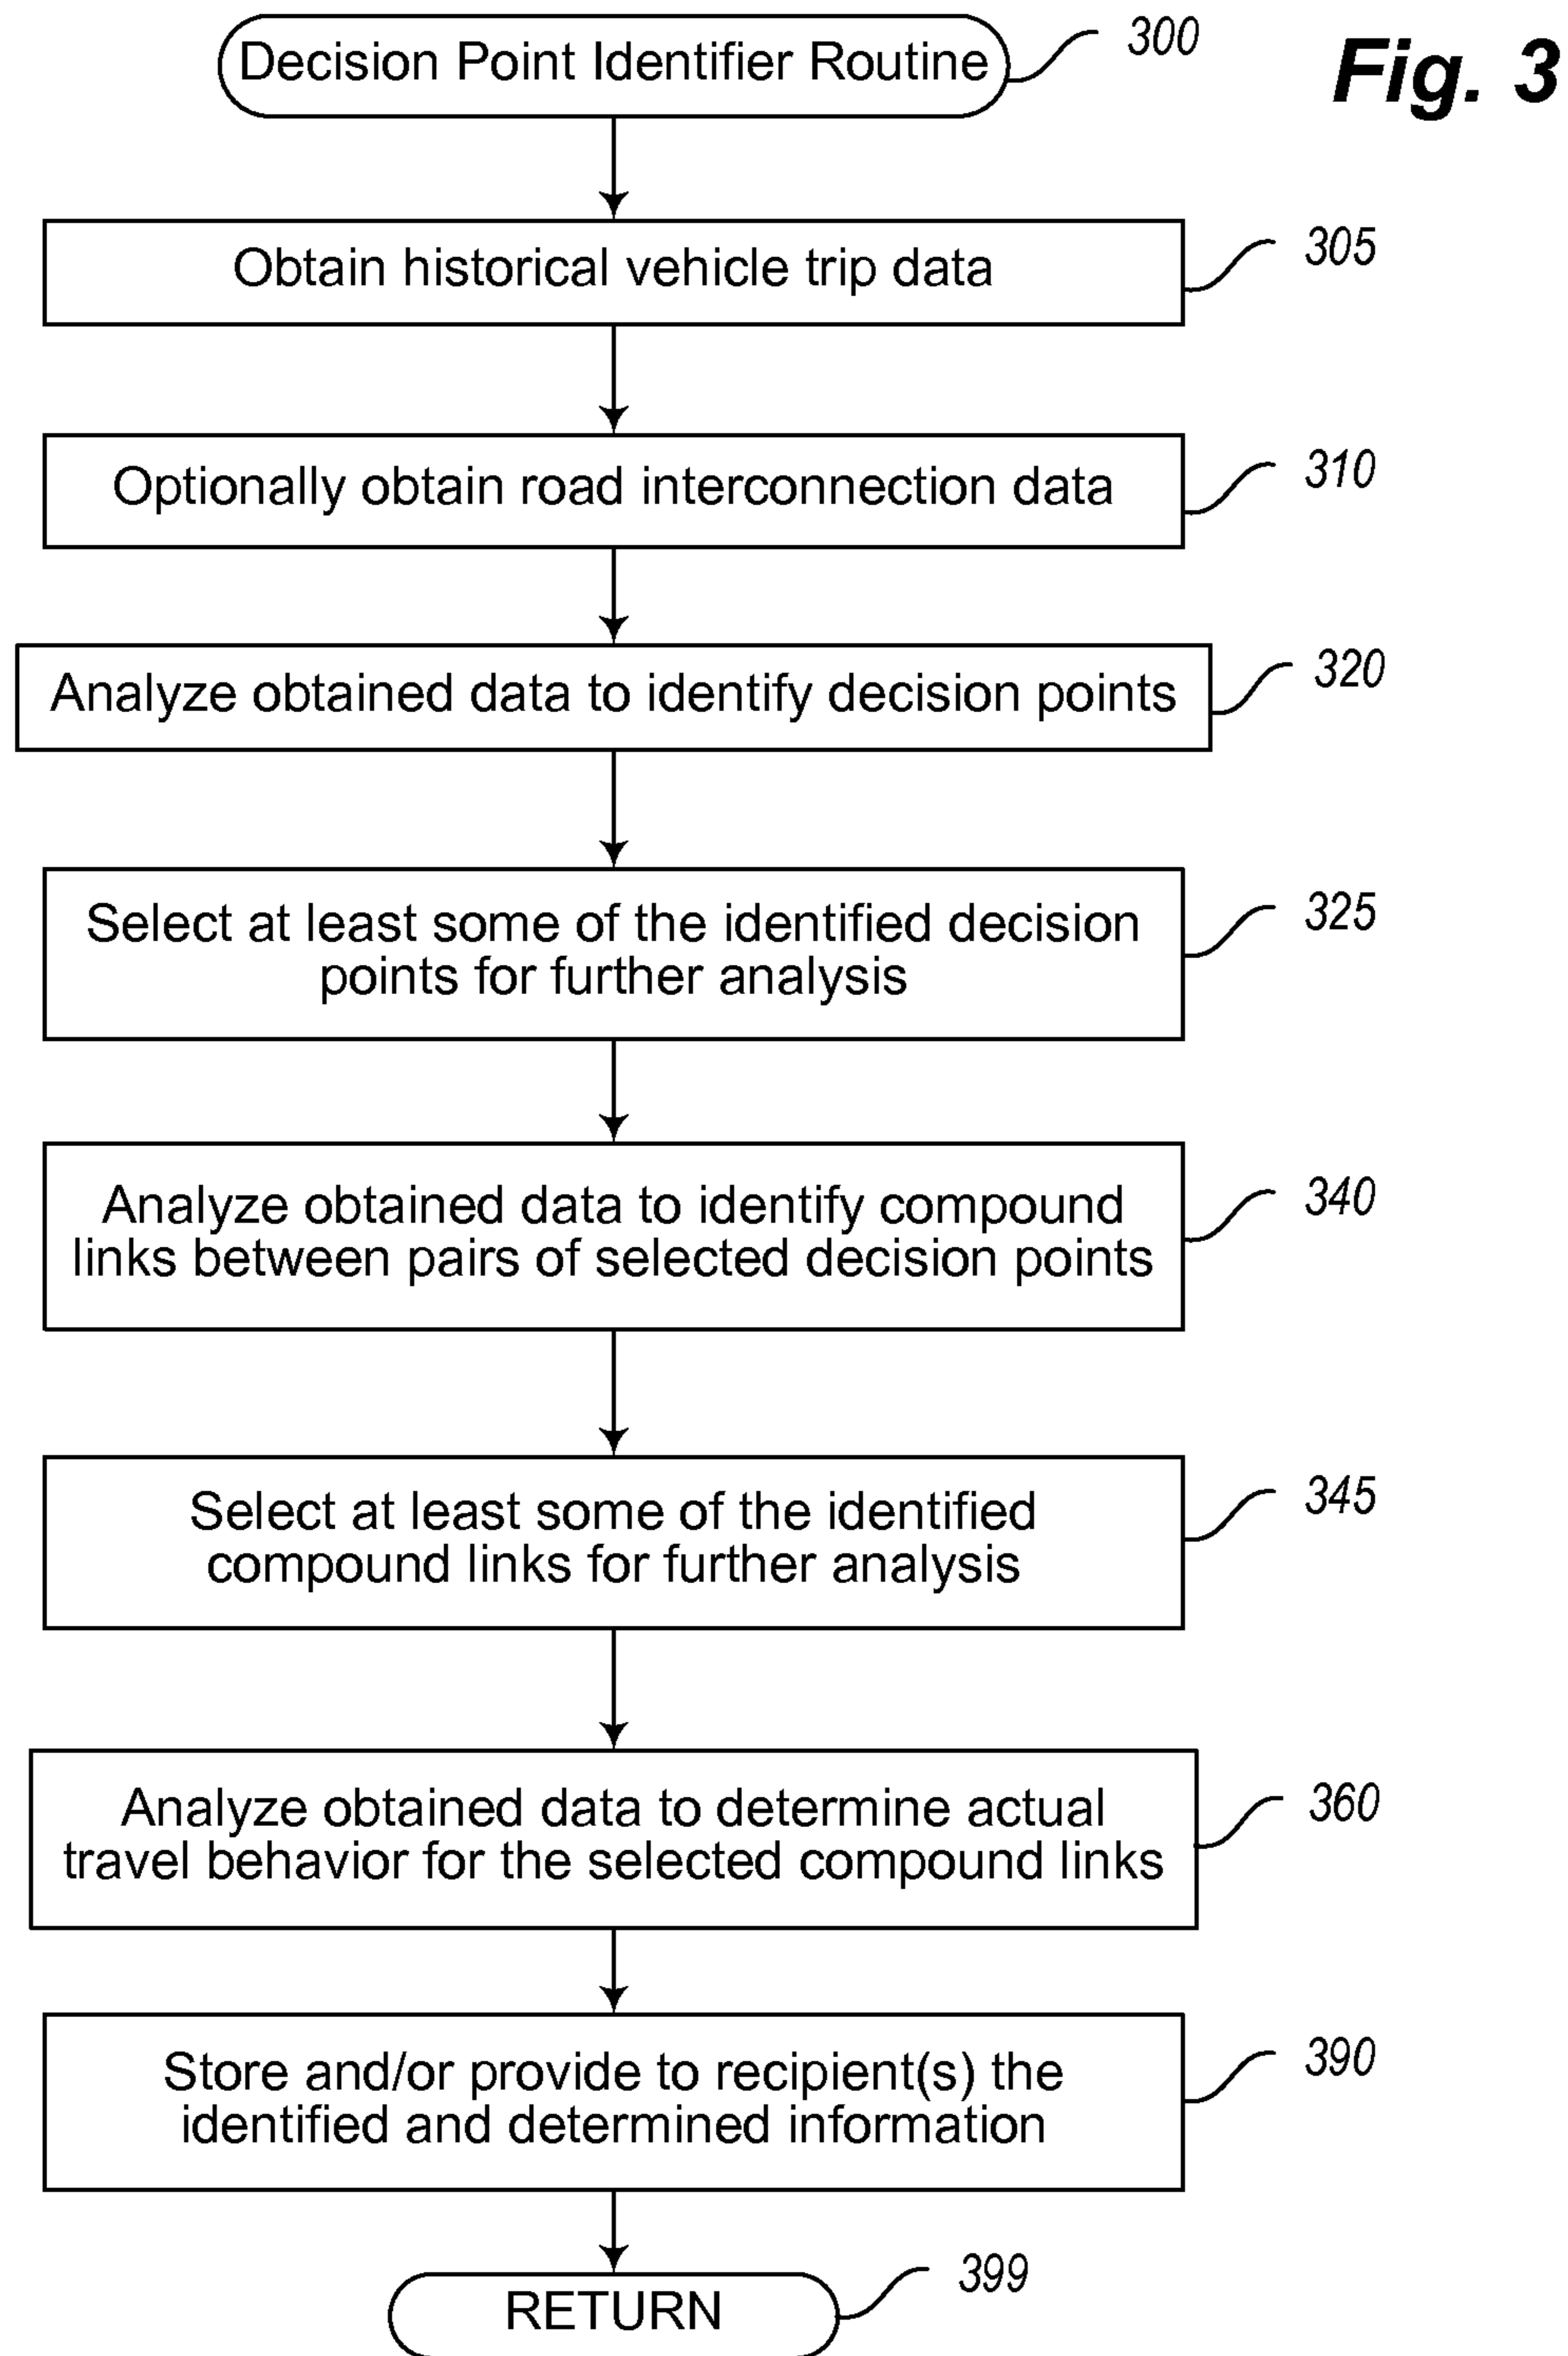 Decision Point Identifier Routine
300
Fig. 3
Obtain historical vehicle trip data
305
Optionally obtain road interconnection data
310
Analyze obtained data to identify decision points
320
Select at least some of the identified decision
points for further analysis
325
Analyze obtained data to identify compound
links between pairs of selected decision points
340
Select at least some of the identified
compound links for further analysis
345
Analyze obtained data to determine actual
travel behavior for the selected compound links
360
Store and/or provide to recipient(s) the
identified and determined information
390
RETURN
399